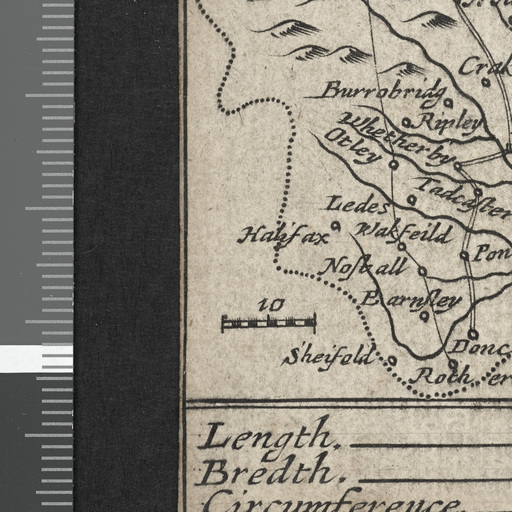 Crak
Burrobridg
Ripley
Whetherby
Otley
Tadcaster
Ledes
Halifax
Wakfeild
Pon
Nostall
Barnsley
10
Donc
Sheifold
Roth er
Length.
Bredth.
Circumference.